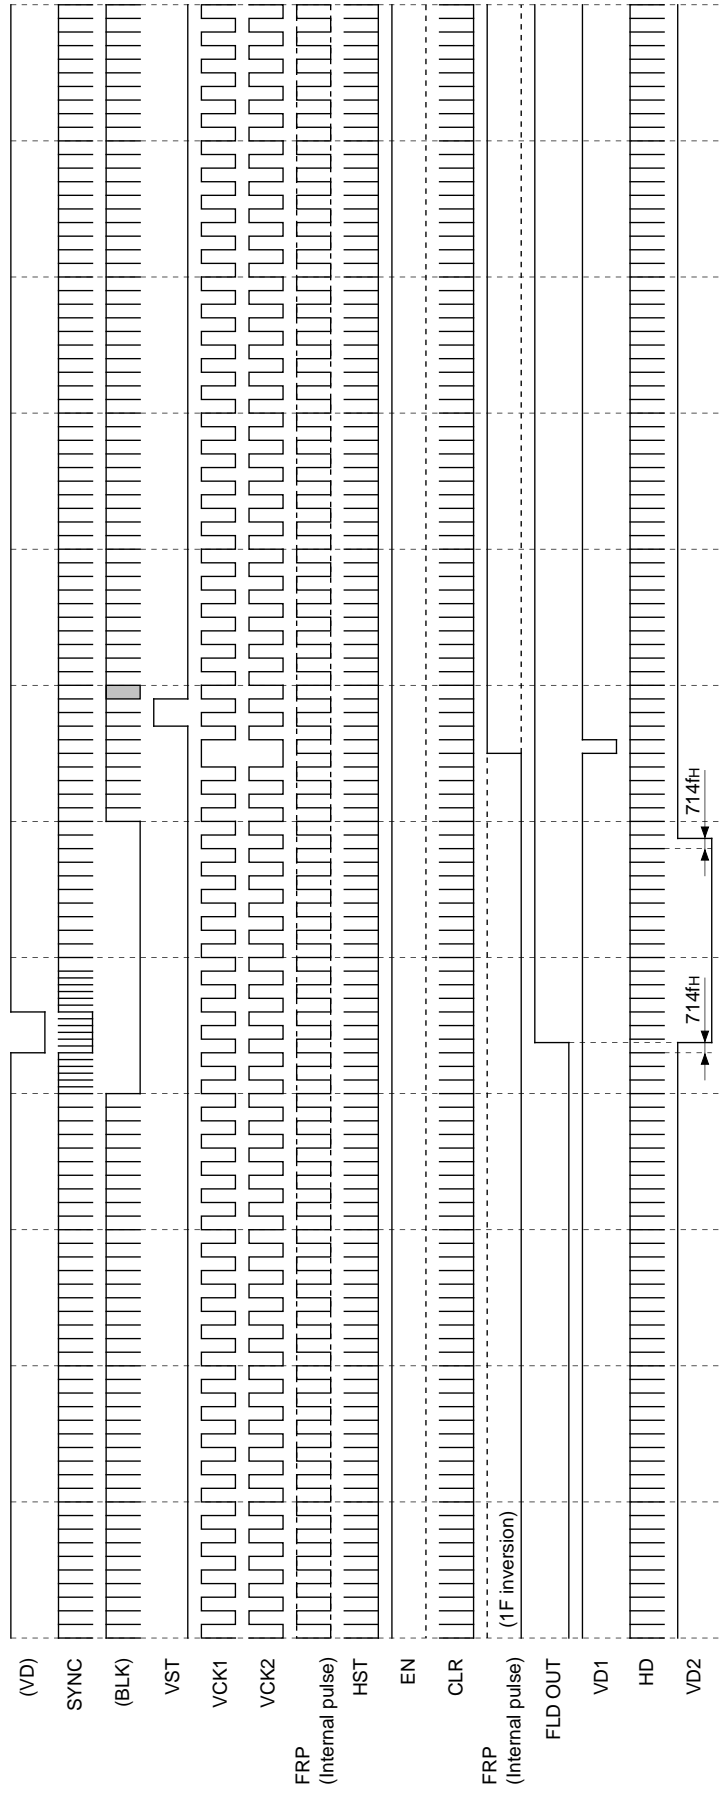 (VD)
SYNC
(BLK)
VST
VCK1
VCK2
FRP
(Internal pulse)
HST
EN
CLR
FRP
(Internal pulse)
(1F inversion)
FLD OUT
VD1
HD
VD2
714fH
714fH